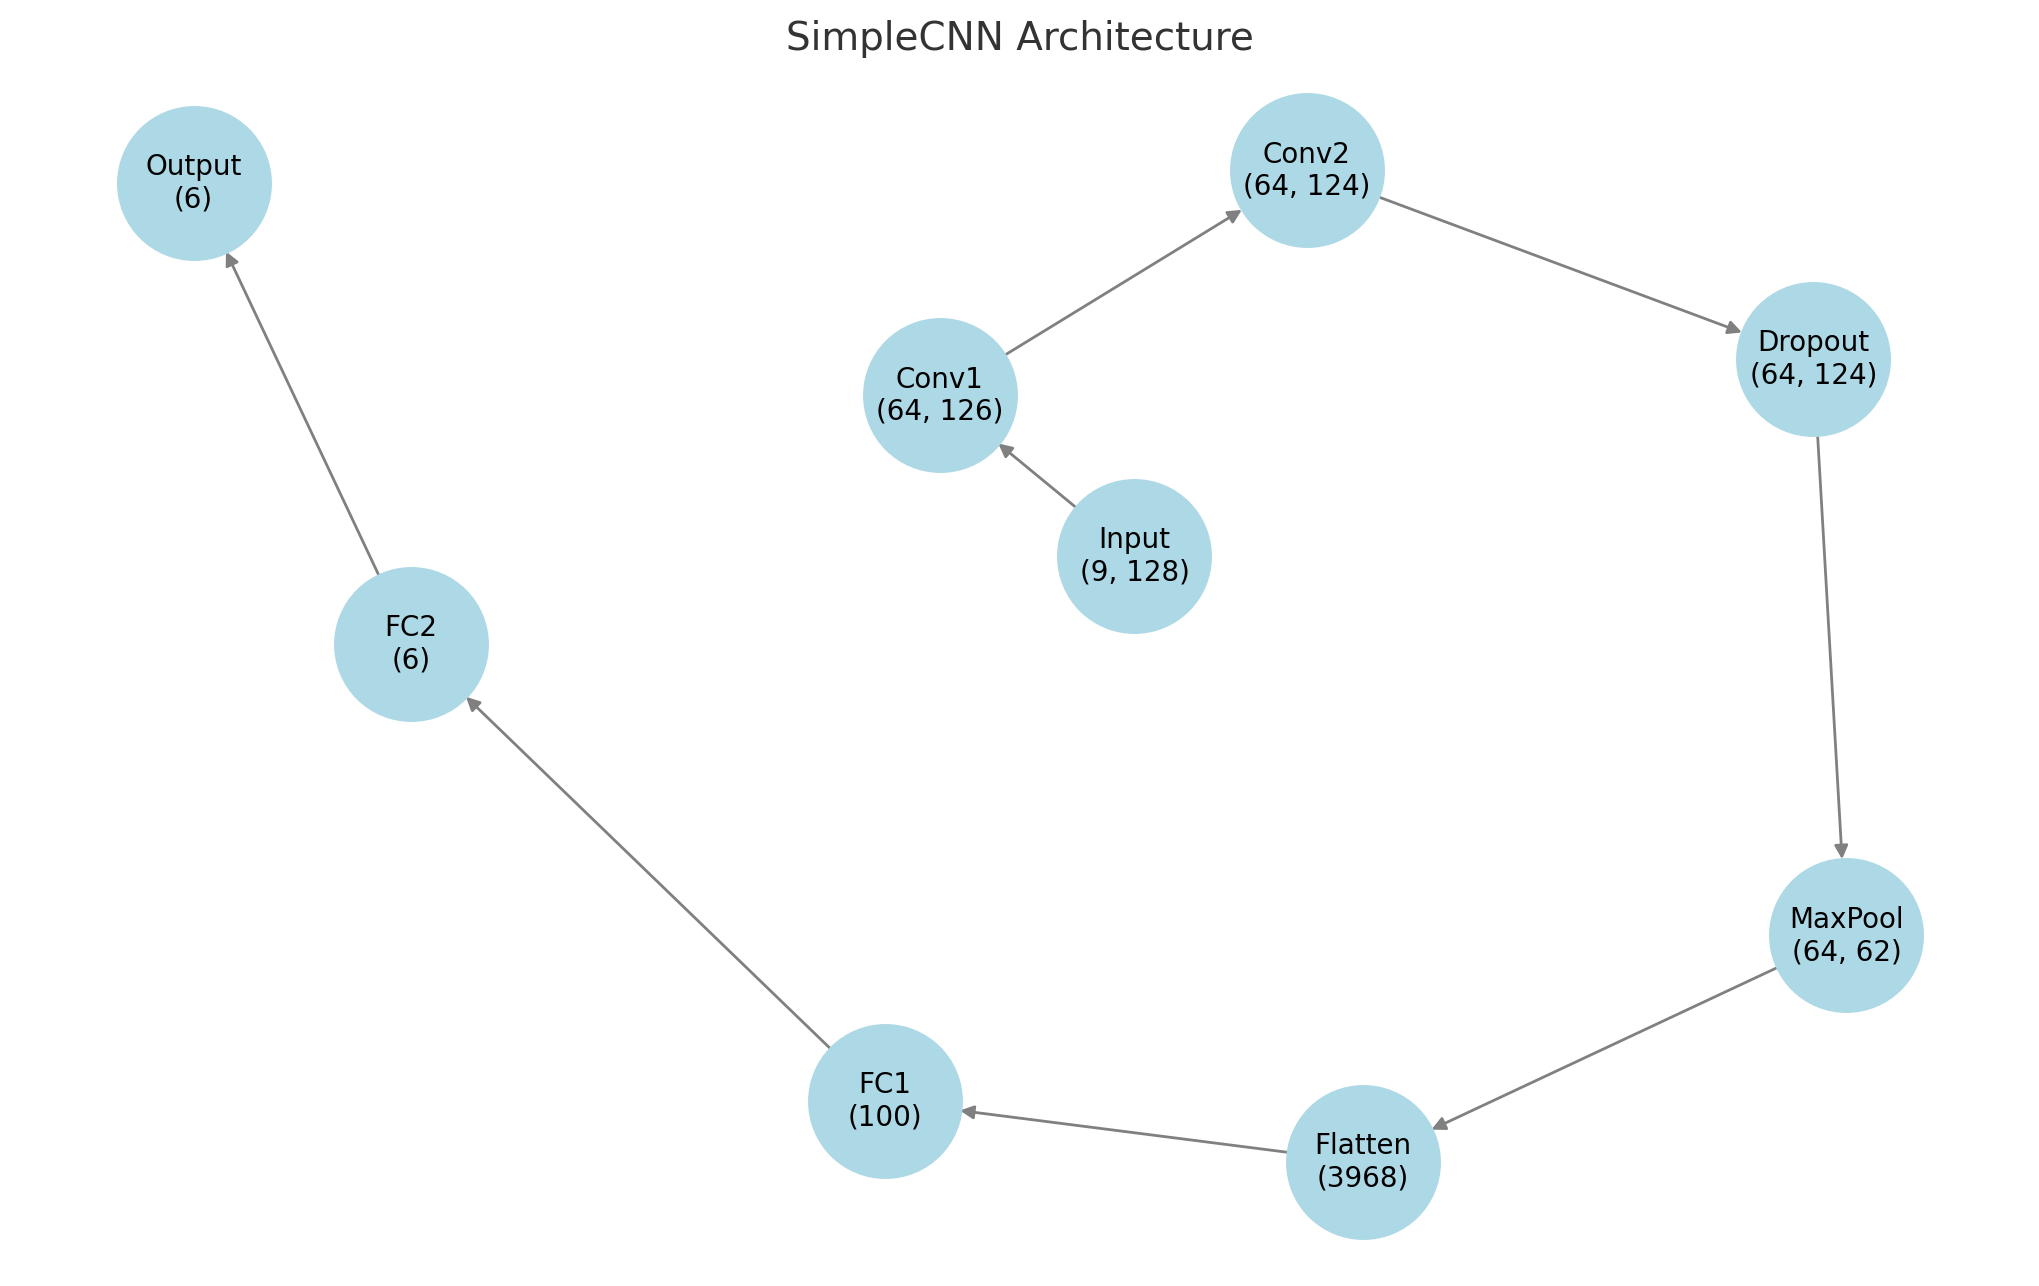 SimpleCNN Architecture
Input
(9, 128)
Conv1
(64, 126)
Conv2
(64, 124)
Dropout
(64, 124)
MaxPool
(64, 62)
Flatten
(3968)
FC1
(100)
FC2
(6)
Output
(6)